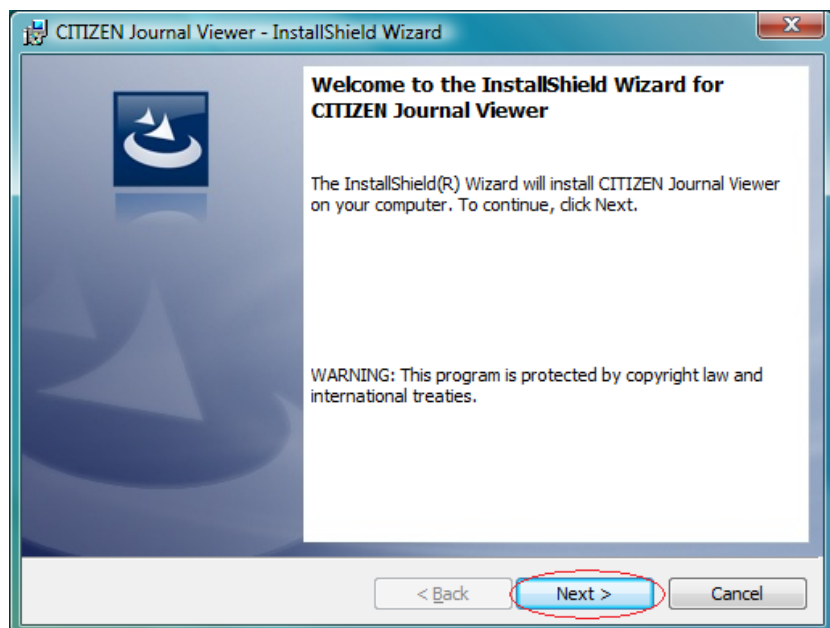 CITIZEN Journal Viewer - InstallShield Wizard
X
Welcome to the InstallShield Wizard for
CITIZEN Journal Viewer
The InstallShield(R) Wizard will install CITIZEN Journal Viewer
on your computer. To continue, click Next.
WARNING: This program is protected by copyright law and
international treaties.
< Back
Next >
Cancel